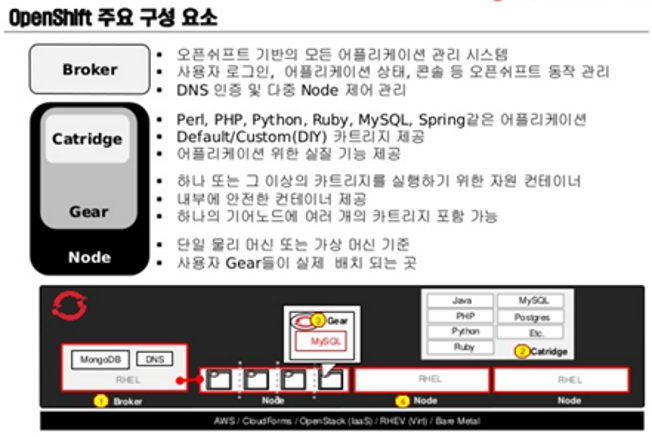 OpenShift 주요 구성 요소
Broker
▪ 오픈쉬프트 기반의 모든 어플리케이션 관리 시스템
▪ 사용자 로그인, 어플리케이션 상태, 콘솔 등 오픈쉬프트 동작 관리
▪ DNS 인증 및 다중 Node 제어 관리
Catridge
▪ Perl, PHP, Python, Ruby, MySQL, Spring같은 어플리케이션
▪ Default/Custom(DIY) 카트리지 제공
▪ 어플리케이션 위한 실질 기능 제공
Gear
▪ 하나 또는 그 이상의 카트리지를 실행하기 위한 자원 컨테이너
▪ 내부에 안전한 컨테이너 제공
▪ 하나의 기어노드에 여러 개의 카트리지 포함 가능
Node
▪ 단일 물리 머신 또는 가상 머신 기준
▪ 사용자 Gear들이 실제 배치 되는 곳
3 Gear
MySQL
Java MySQL
PHP Postgres
Python Etc.
Ruby
2 Catridge
MongoDB DNS
RHEL
RHEL
RHEL
1 Broker
Node
4 Node
Node
AWS / CloudForms / OpenStack (IaaS) / RHEV (Virt) / Bare Metal